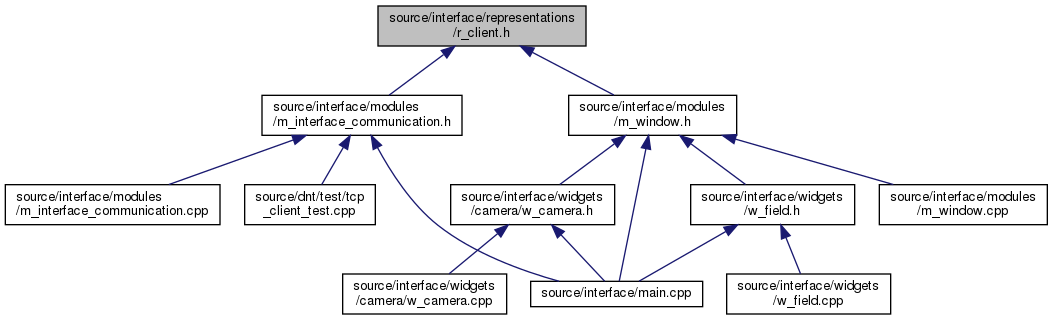 source/interface/representations
/r_client.h
source/interface/modules
/m_interface_communication.h
source/interface/modules
/m_window.h
source/interface/modules
/m_interface_communication.cpp
source/dnt/test/tcp
_client_test.cpp
source/interface/widgets
camera/w_camera.h
source/interface/widgets
/w_field.h
source/interface/modules
/m_window.cpp
source/interface/widgets
/camera/w_camera.cpp
source/interface/main.cpp
source/interface/widgets
/w_field.cpp